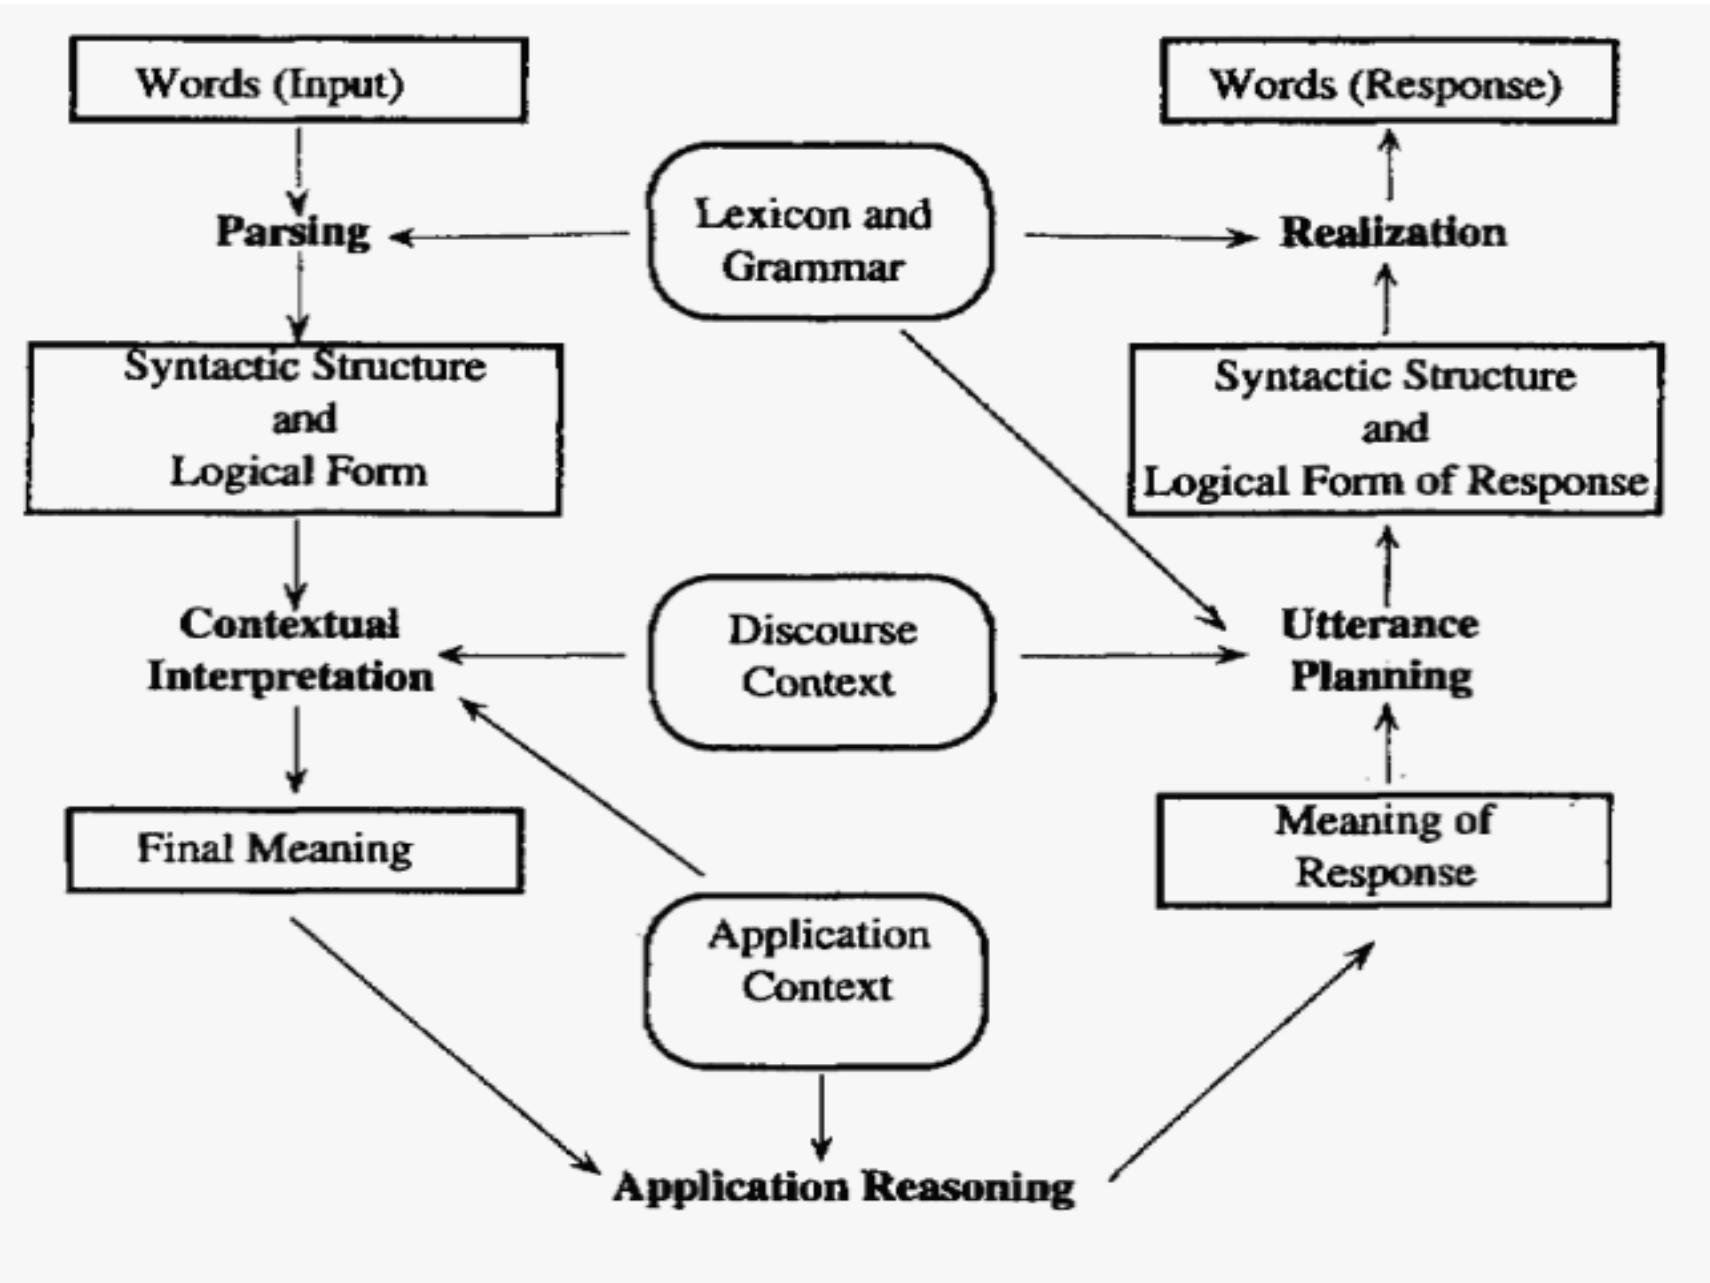 Words (Input)
Words (Response)
Lexicon and
Grammar
Parsing
Realization
Syntactic Structure
and
Logical Form
Syntactic Structure
and
Logical Form of Response
Contextual
Interpretation
Discourse
Context
Utterance
Planning
Final Meaning
Meaning of
Response
Application
Context
Application Reasoning